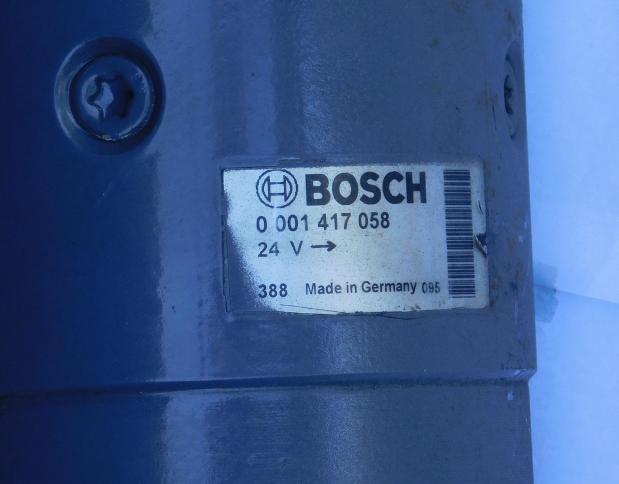 BOSCH
0 001 417 058
24 V →
388 Made in Germany 095